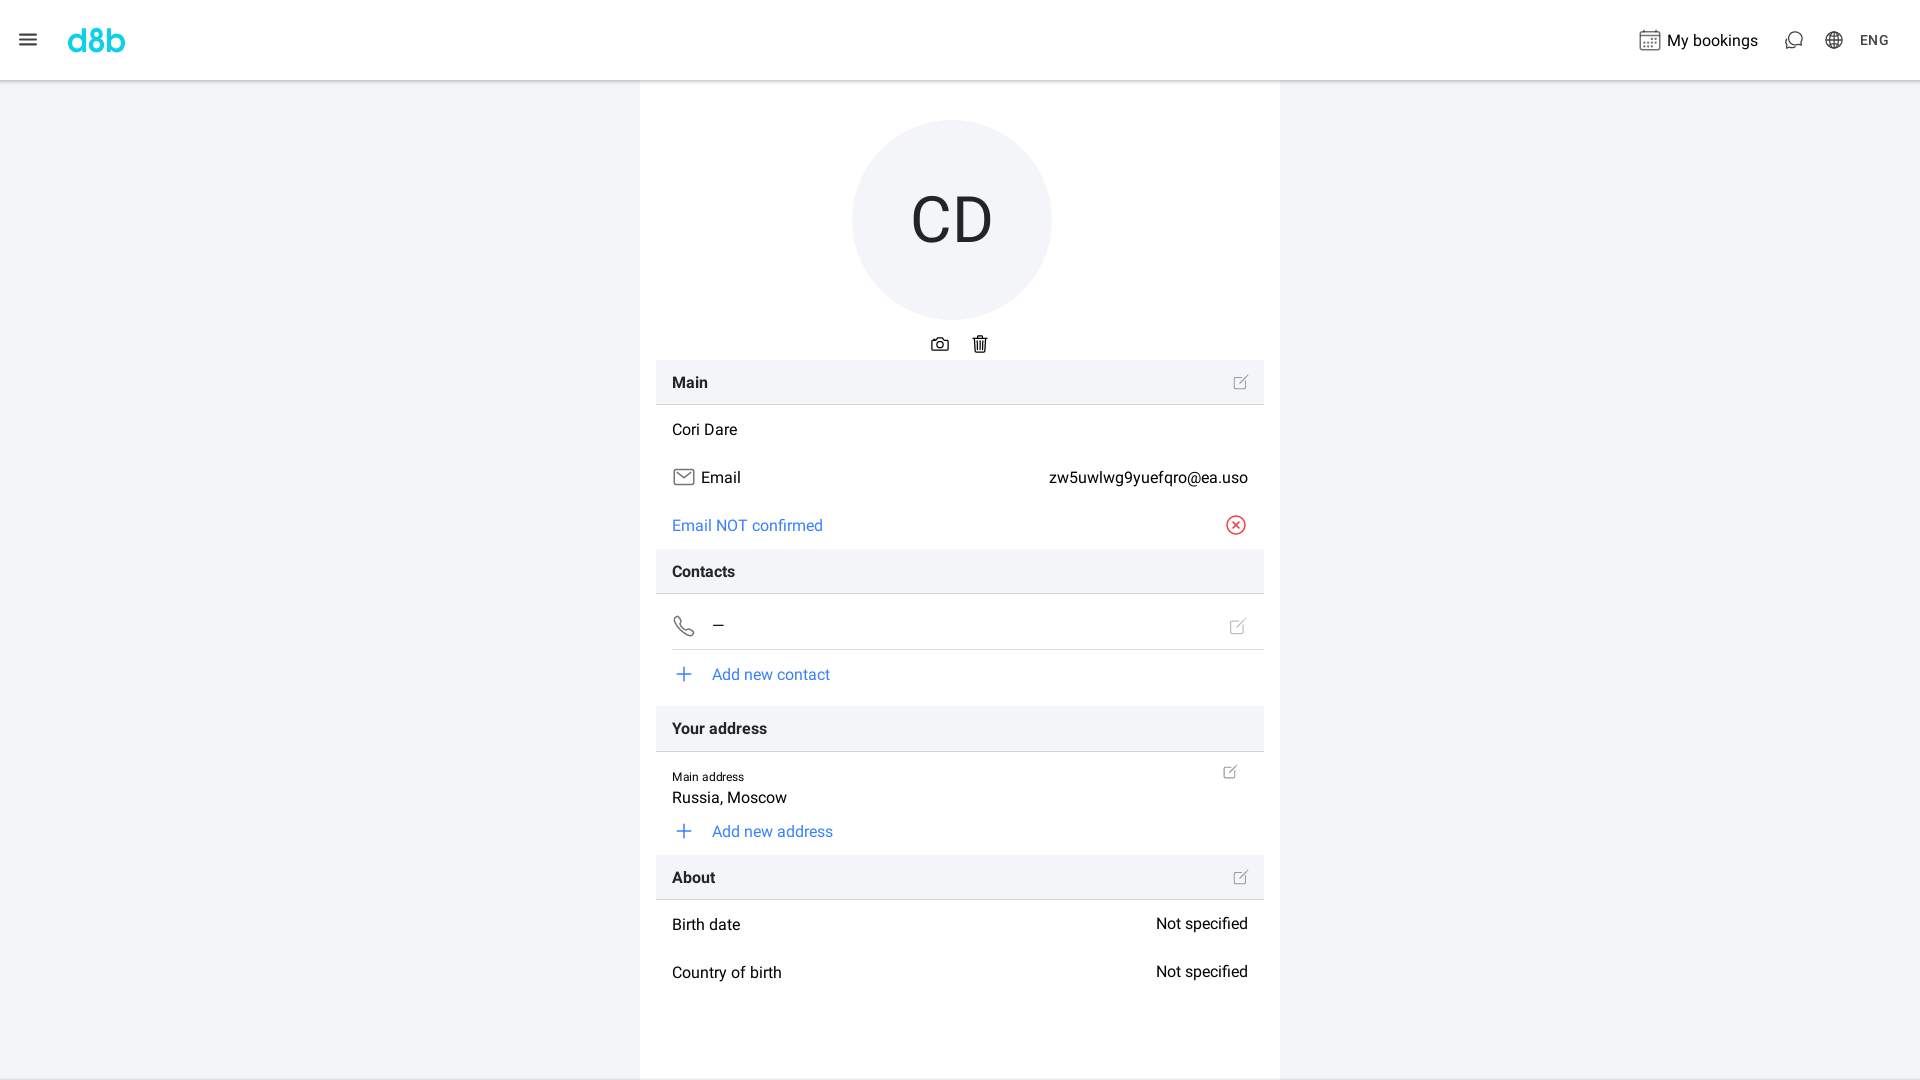 d8b
My bookings
ENG
CD
Main
Cori Dare
Email
zw5uwlwg9yuefqro@ea.uso
Email NOT confirmed
Contacts
—
Add new contact
Your address
Main address
Russia, Moscow
Add new address
About
Birth date
Not specified
Country of birth
Not specified